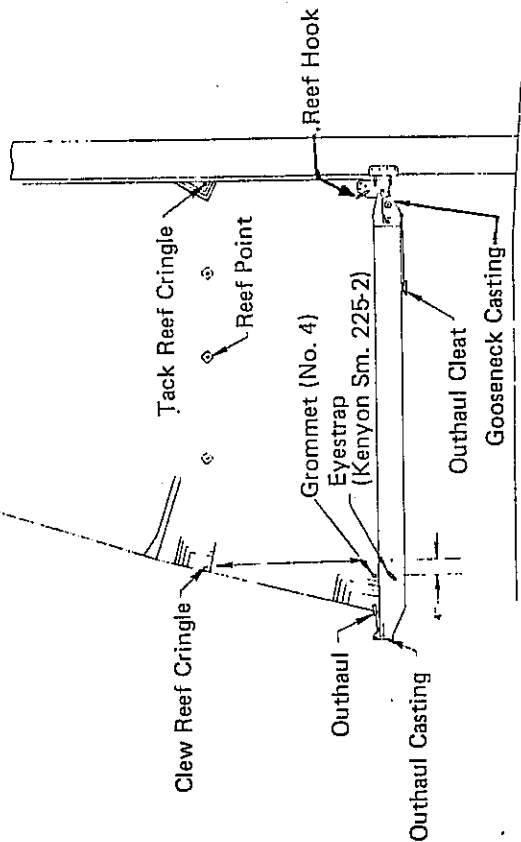 Reef Hook
Tack Reef Cringle
Reef Point
Grommet (No. 4)
Eyestrap
(Kenyon Sm. 225-2)
Clew Reef Cringle
Outhaul
Outhaul Casting
4"
Outhaul Cleat
Gooseneck Casting